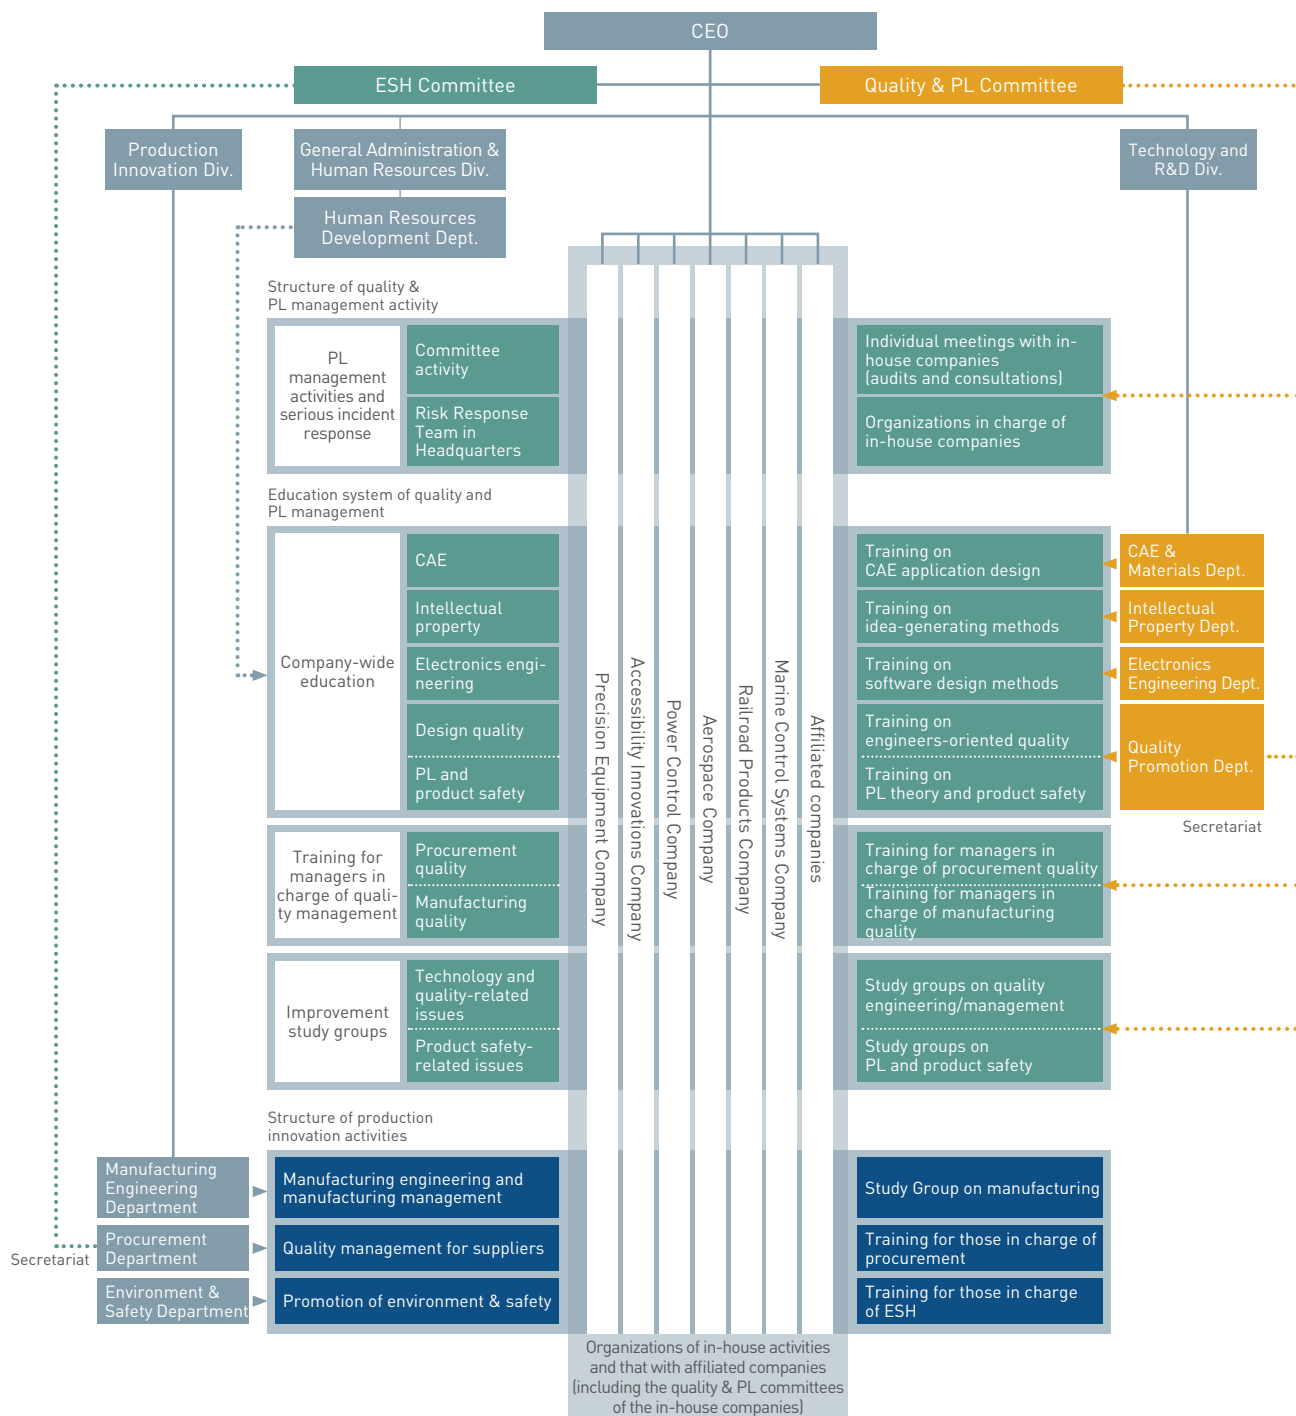 CEO
ESH Committee
Quality & PL Committee
Production
Innovation Div.
General Administration &
Human Resources Div.
Technology and
R&D Div.
Human Resources
Development Dept.
Structure of quality &
PL management activity
PL
management
activities and
serious incident
response
Committee
activity
Risk Response
Team in
Headquarters
Individual meetings with in-
house companies
(audits and consultations)
Organizations in charge of
in-house companies
Education system of quality and
PL management
Company-wide
education
CAE
Intellectual
property
Electronics engi-
neering
Design quality
PL and
product safety
Precision Equipment Company
Accessibility Innovations Company
Power Control Company
Aerospace Company
Railroad Products Company
Marine Control Systems Company
Affiliated companies
Training on
CAE application design
Training on
idea-generating methods
Training on
software design methods
Training on
engineers-oriented quality
Training on
PL theory and product safety
CAE &
Materials Dept.
Intellectual
Property Dept.
Electronics
Engineering Dept.
Quality
Promotion Dept.
Secretariat
Training for
managers in
charge of quali-
ty management
Procurement
quality
Manufacturing
quality
Training for managers in
charge of procurement quality
Training for managers in
charge of manufacturing
quality
Improvement
study groups
Technology and
quality-related
issues
Product safety-
related issues
Study groups on quality
engineering/management
Study groups on
PL and product safety
Structure of production
innovation activities
Manufacturing
Engineering
Department
Manufacturing engineering and
manufacturing management
Study Group on manufacturing
Secretariat
Procurement
Department
Quality management for suppliers
Training for those in charge of
procurement
Environment &
Safety Department
Promotion of environment & safety
Training for those in charge
of ESH
Organizations of in-house activities
and that with affiliated companies
(including the quality & PL committees
of the in-house companies)